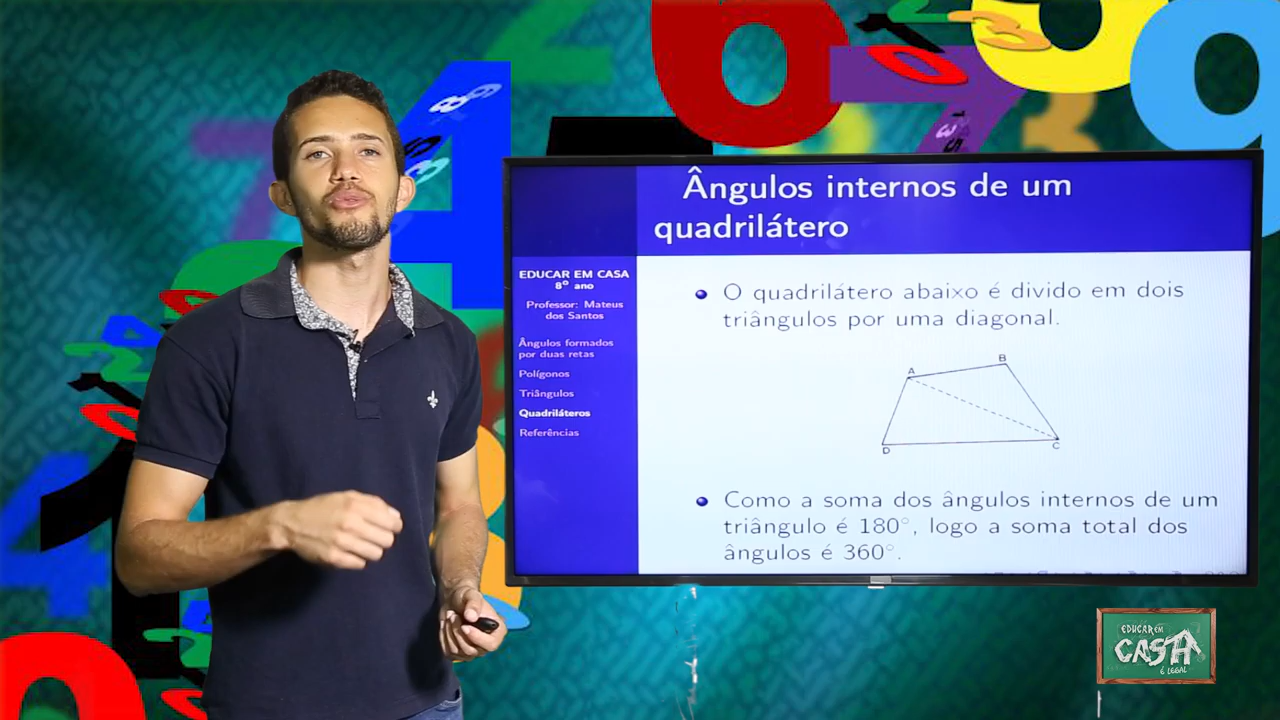 Ângulos internos de um
quadrilátero
EDUCAR EM CASA
8º ano
Professor: Mateus
dos Santos
Ângulos formados
por duas retas
Polígonos
Triângulos
Quadriláteros
Referências
O quadrilátero abaixo é divido em dois
triângulos por uma diagonal.
A
B
D
C
Como a soma dos ângulos internos de um
triângulo é 180°, logo a soma total dos
ângulos é 360°.
EDUCAR EM
CASA
É LEGAL